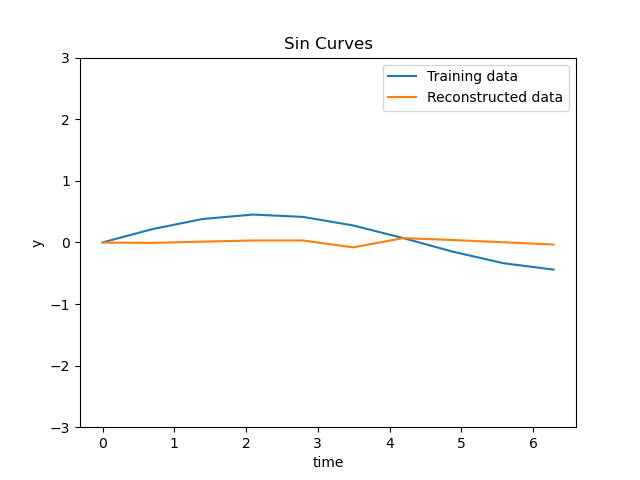 Sin Curves
Training data
Reconstructed data
3
2
1
0
−1
−2
−3
y
0 1 2 3 4 5 6
time